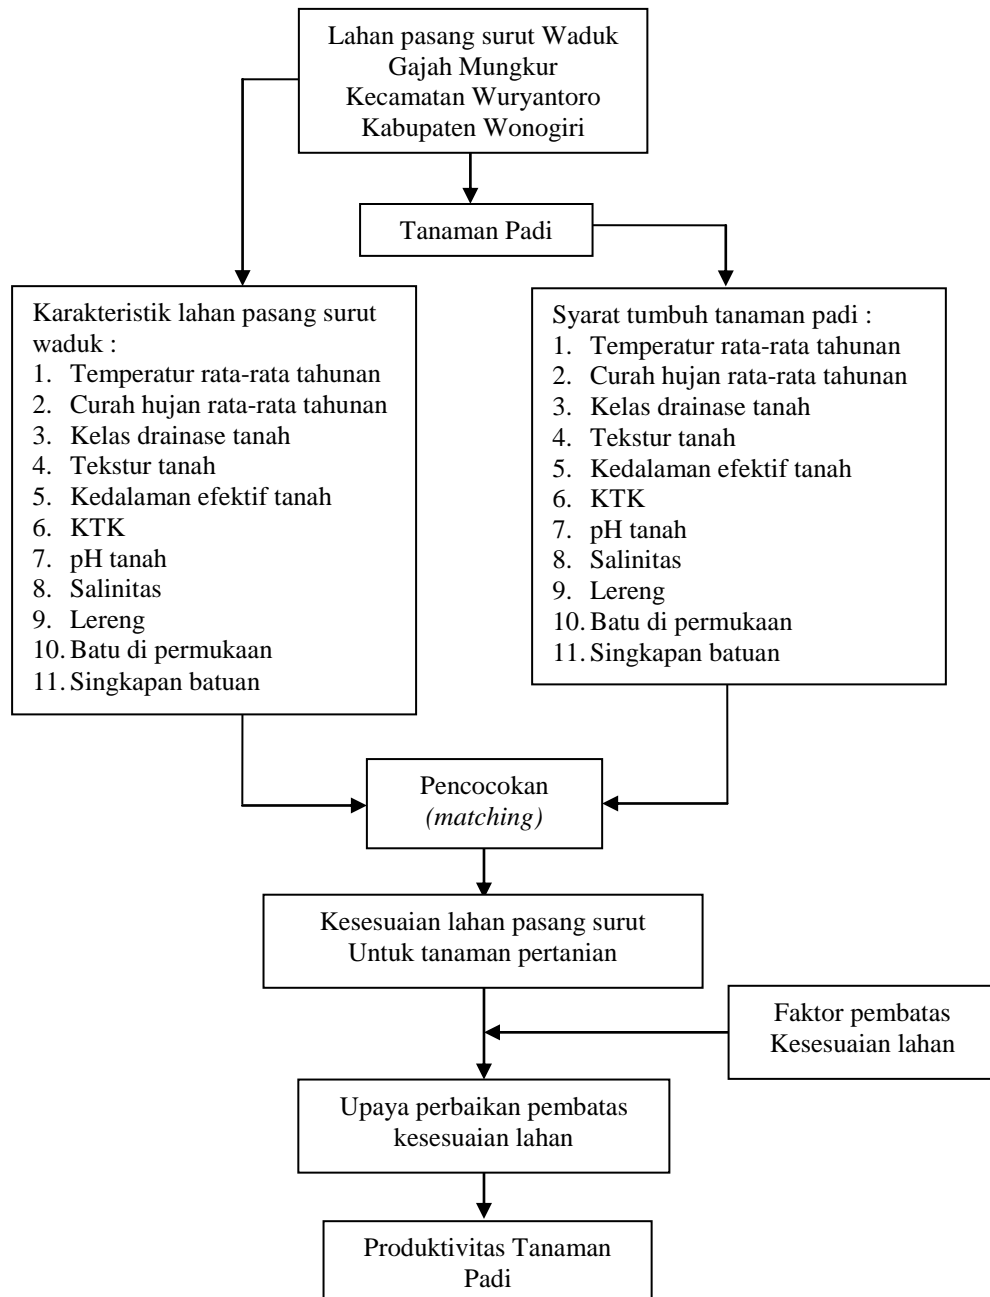 Lahan pasang surut Waduk
Gajah Mungkur
Kecamatan Wuryantoro
Kabupaten Wonogiri
Tanaman Padi
Karakteristik lahan pasang surut
waduk :
1. Temperatur rata-rata tahunan
2. Curah hujan rata-rata tahunan
3. Kelas drainase tanah
4. Tekstur tanah
5. Kedalaman efektif tanah
6. KTK
7. pH tanah
8. Salinitas
9. Lereng
10. Batu di permukaan
11. Singkapan batuan
Syarat tumbuh tanaman padi :
1. Temperatur rata-rata tahunan
2. Curah hujan rata-rata tahunan
3. Kelas drainase tanah
4. Tekstur tanah
5. Kedalaman efektif tanah
6. KTK
7. pH tanah
8. Salinitas
9. Lereng
10. Batu di permukaan
11. Singkapan batuan
Pencocokan
(matching)
Kesesuaian lahan pasang surut
Untuk tanaman pertanian
Faktor pembatas
Kesesuaian lahan
Upaya perbaikan pembatas
kesesuaian lahan
Produktivitas Tanaman
Padi